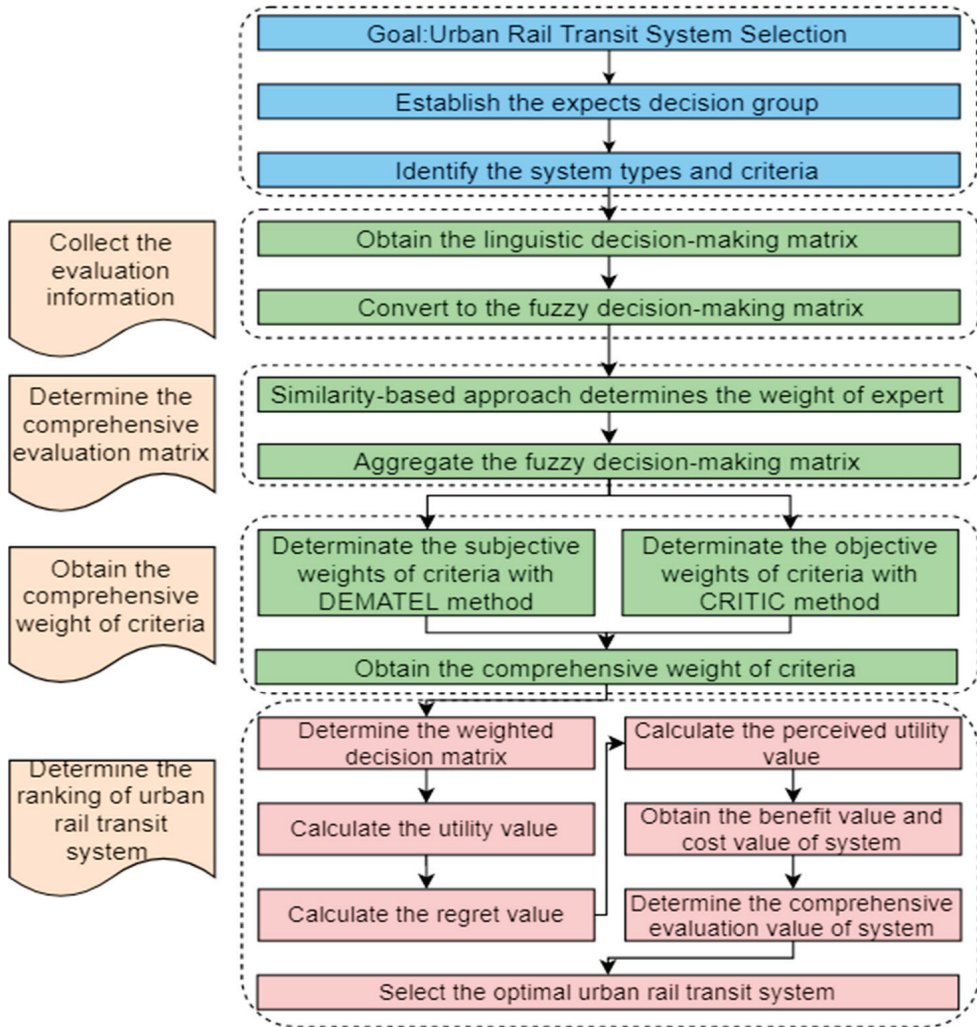 Goal:Urban Rail Transit System Selection
Establish the expects decision group
Identify the system types and criteria
Collect the
evaluation
information
Obtain the linguistic decision-making matrix
Convert to the fuzzy decision-making matrix
Determine the
comprehensive
evaluation matrix
Similarity-based approach determines the weight of expert
Aggregate the fuzzy decision-making matrix
Obtain the
comprehensive
weight of criteria
Determinate the subjective
weights of criteria with
DEMATEL method
Determinate the objective
weights of criteria with
CRITIC method
Obtain the comprehensive weight of criteria
Determine the
ranking of urban
rail transit
system
Determine the weighted
decision matrix
Calculate the utility value
Calculate the regret value
Calculate the perceived utility
value
Obtain the benefit value and
cost value of system
Determine the comprehensive
evaluation value of system
Select the optimal urban rail transit system